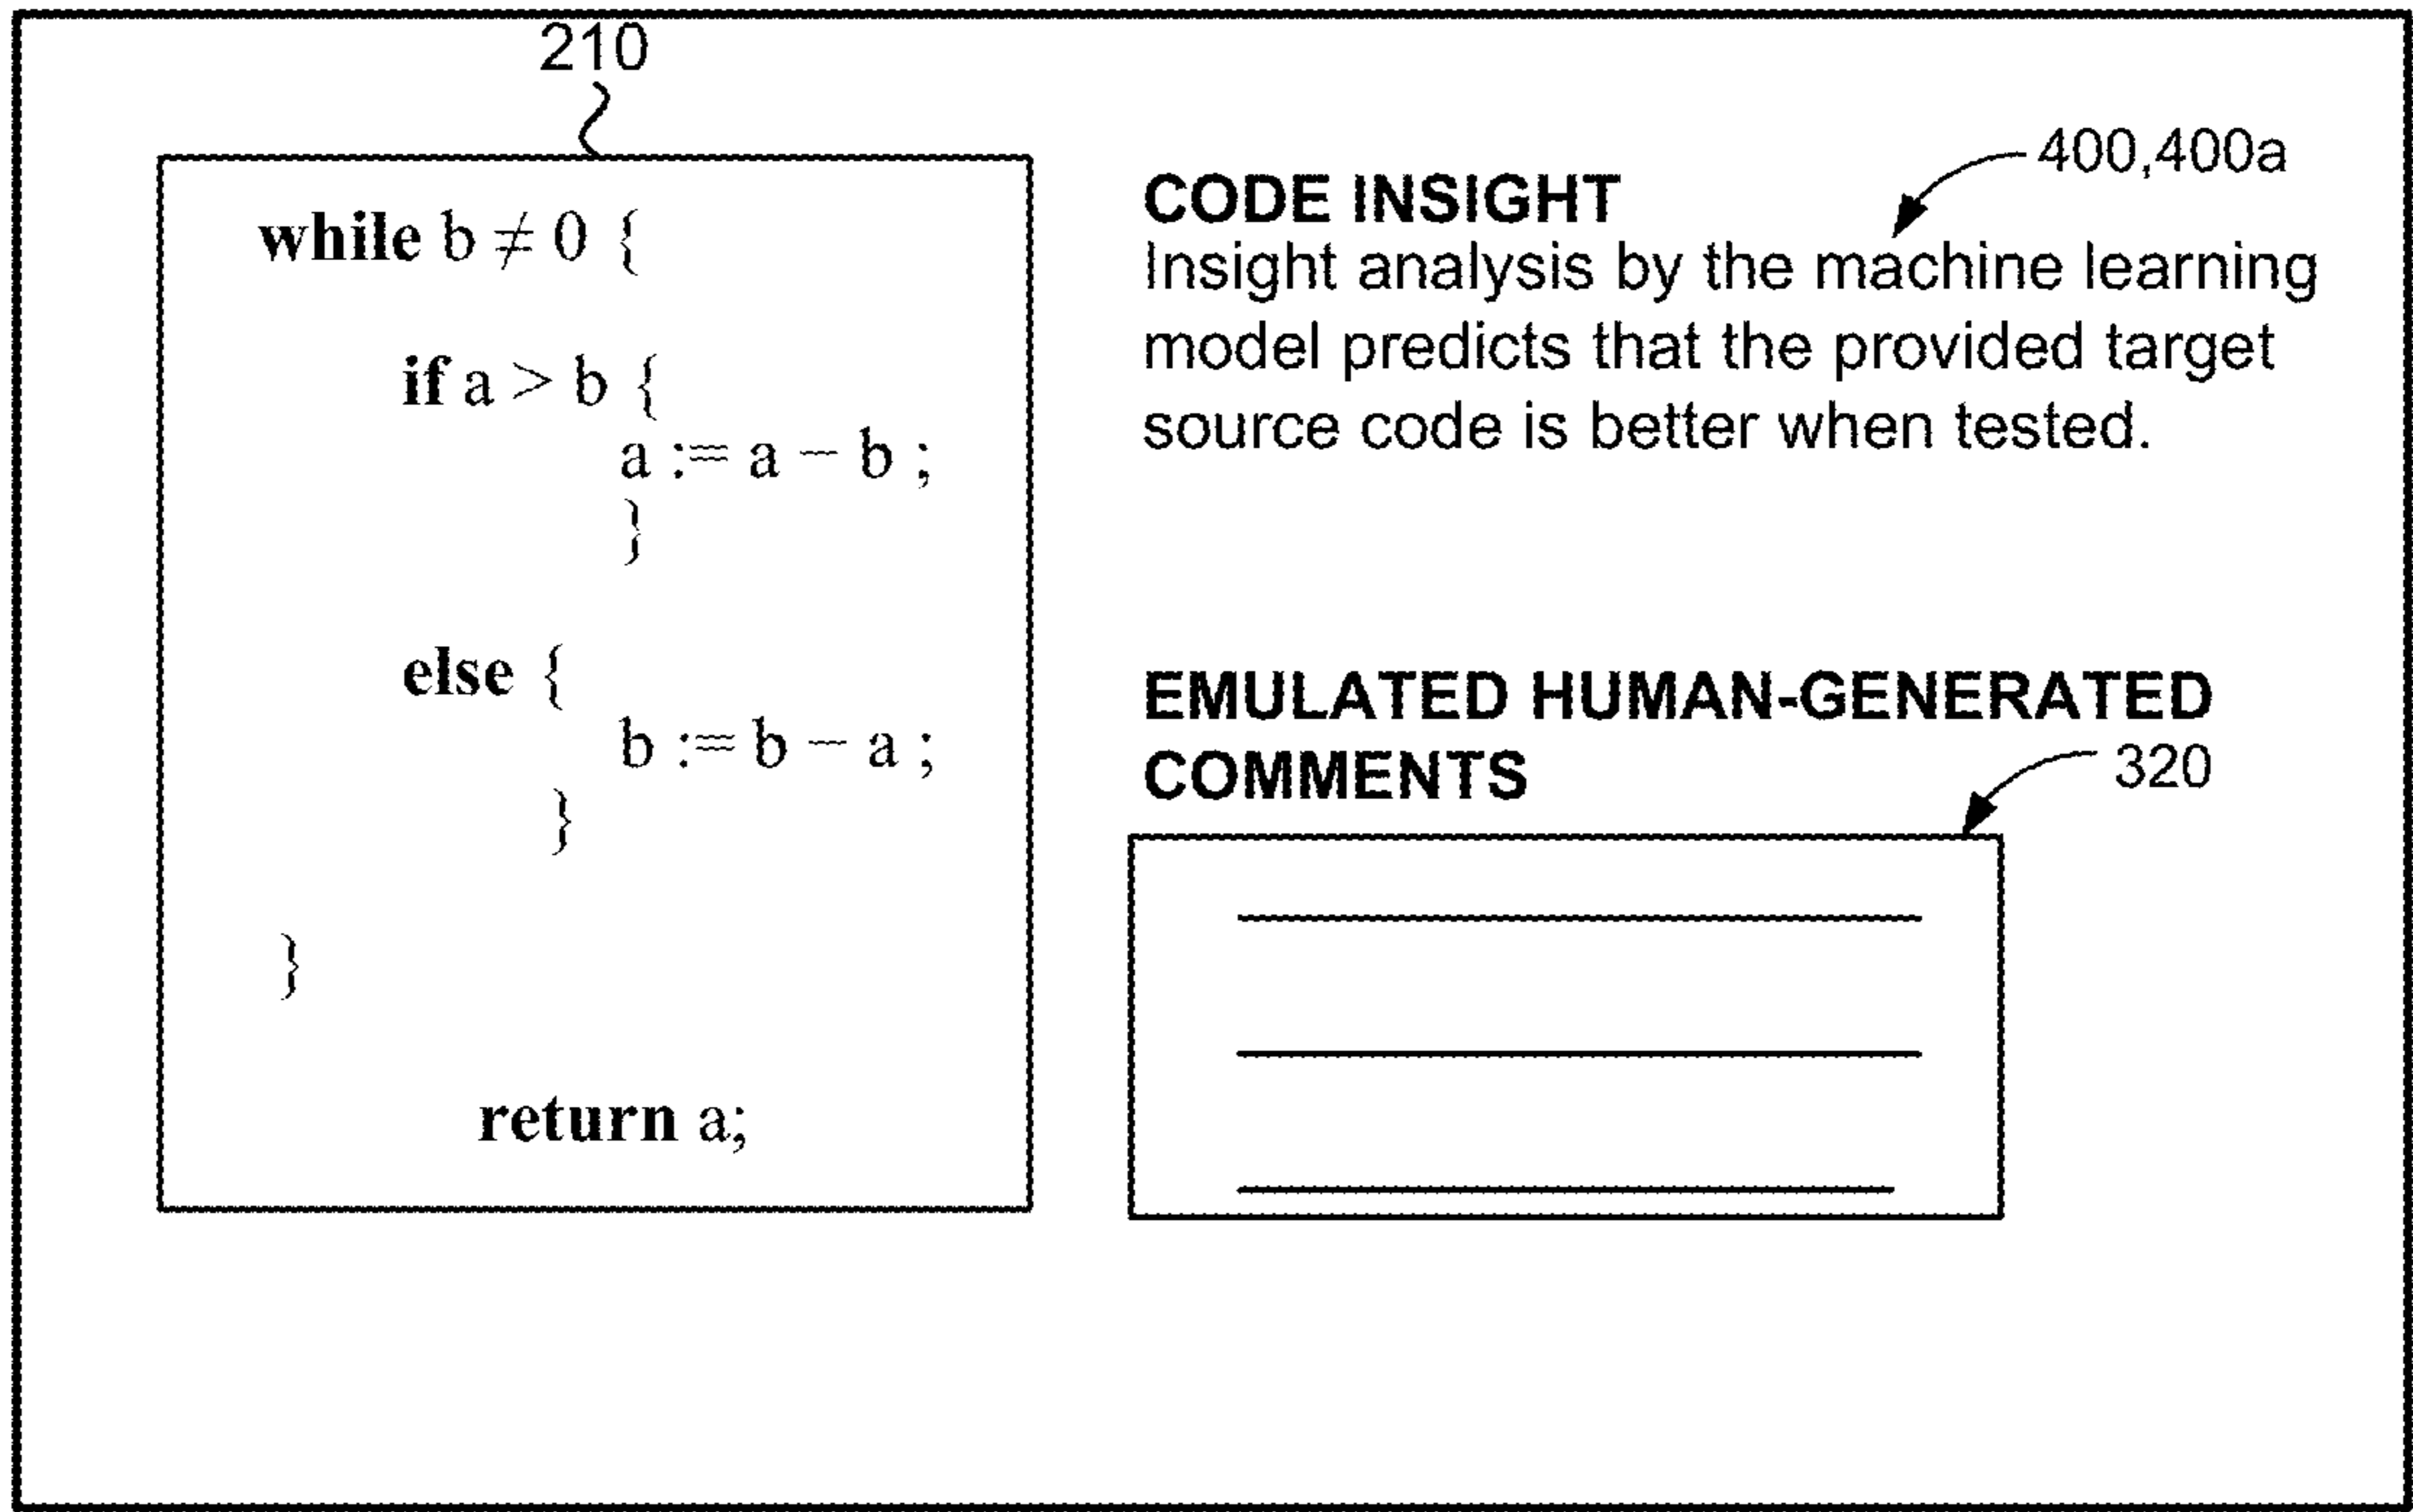 210
while b ≠ 0 {
if a > b {
a := a − b ;
}
else {
b := b − a ;
}
}
return a;
400,400a
CODE INSIGHT
Insight analysis by the machine learning
model predicts that the provided target
source code is better when tested.
EMULATED HUMAN-GENERATED
COMMENTS
320